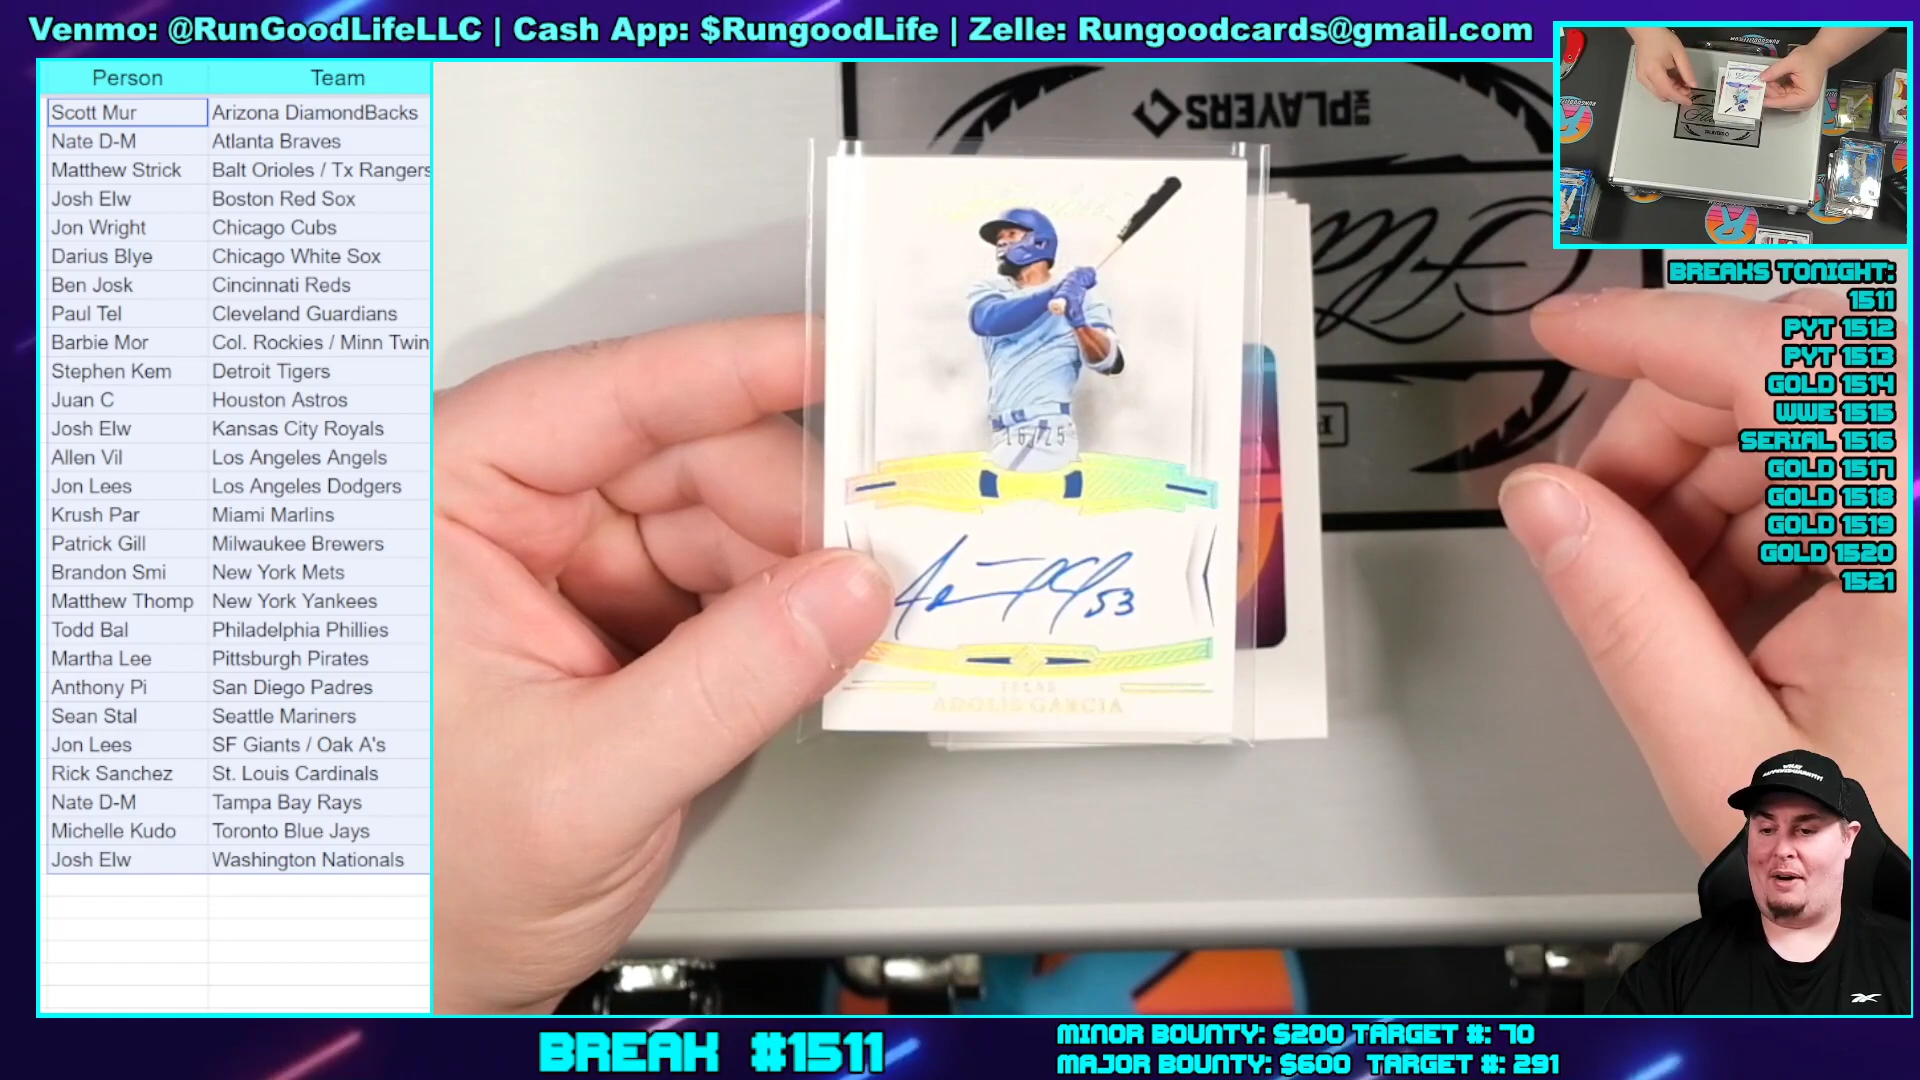 Venmo: @RunGoodLifeLLC | Cash App: $RungoodLife | Zelle: Rungoodcards@gmail.com
Person Team
Scott Mur Arizona DiamondBacks
Nate D-M Atlanta Braves
Matthew Strick Balt Orioles / Tx Rangers
Josh Elw Boston Red Sox
Jon Wright Chicago Cubs
Darius Blye Chicago White Sox
Ben Josk Cincinnati Reds
Paul Tel Cleveland Guardians
Barbie Mor Col. Rockies / Minn Twin
Stephen Kem Detroit Tigers
Juan C Houston Astros
Josh Elw Kansas City Royals
Allen Vil Los Angeles Angels
Jon Lees Los Angeles Dodgers
Krush Par Miami Marlins
Patrick Gill Milwaukee Brewers
Brandon Smi New York Mets
Matthew Thomp New York Yankees
Todd Bal Philadelphia Phillies
Martha Lee Pittsburgh Pirates
Anthony Pi San Diego Padres
Sean Stal Seattle Mariners
Jon Lees SF Giants / Oak A's
Rick Sanchez St. Louis Cardinals
Nate D-M Tampa Bay Rays
Michelle Kudo Toronto Blue Jays
Josh Elw Washington Nationals
MLB PLAYERS
16/25
53
TEXAS
ADOLIS GARCIA
BREAKS TONIGHT:
1511
PYT 1512
PYT 1513
GOLD 1514
WWE 1515
SERIAL 1516
GOLD 1517
GOLD 1518
GOLD 1519
GOLD 1520
1521
BREAK #1511
MINOR BOUNTY: $200 TARGET #: 70
MAJOR BOUNTY: $600 TARGET #: 291